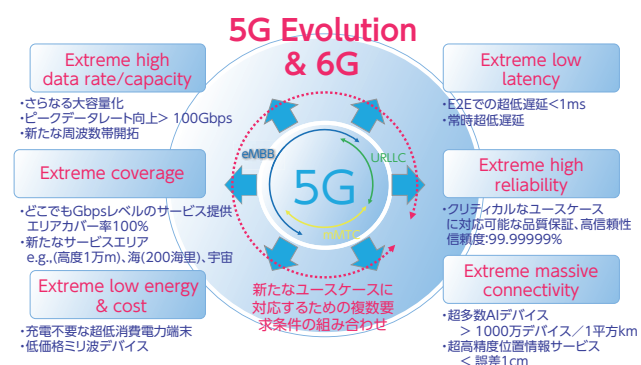 5G Evolution
& 6G
Extreme high
data rate/capacity
・さらなる大容量化
・ピークデータレート向上> 100Gbps
・新たな周波数帯開拓
Extreme coverage
・どこでもGbpsレベルのサービス提供
エリアカバー率100%
・新たなサービスエリア
e.g.,(高度1万m)、海(200海里)、宇宙
Extreme low energy
& cost
・充電不要な超低消費電力端末
・低価格ミリ波デバイス
eMBB
URLLC
5G
mMTC
新たなユースケースに
対応するための複数要
求条件の組み合わせ
Extreme low
latency
・E2Eでの超低遅延<1ms
・常時超低遅延
Extreme high
reliability
・クリティカルなユースケース
に対応可能な品質保証、高信頼性
信頼度:99.99999%
Extreme massive
connectivity
・超多数AIデバイス
> 1000万デバイス／1平方km
・超高精度位置情報サービス
< 誤差1cm